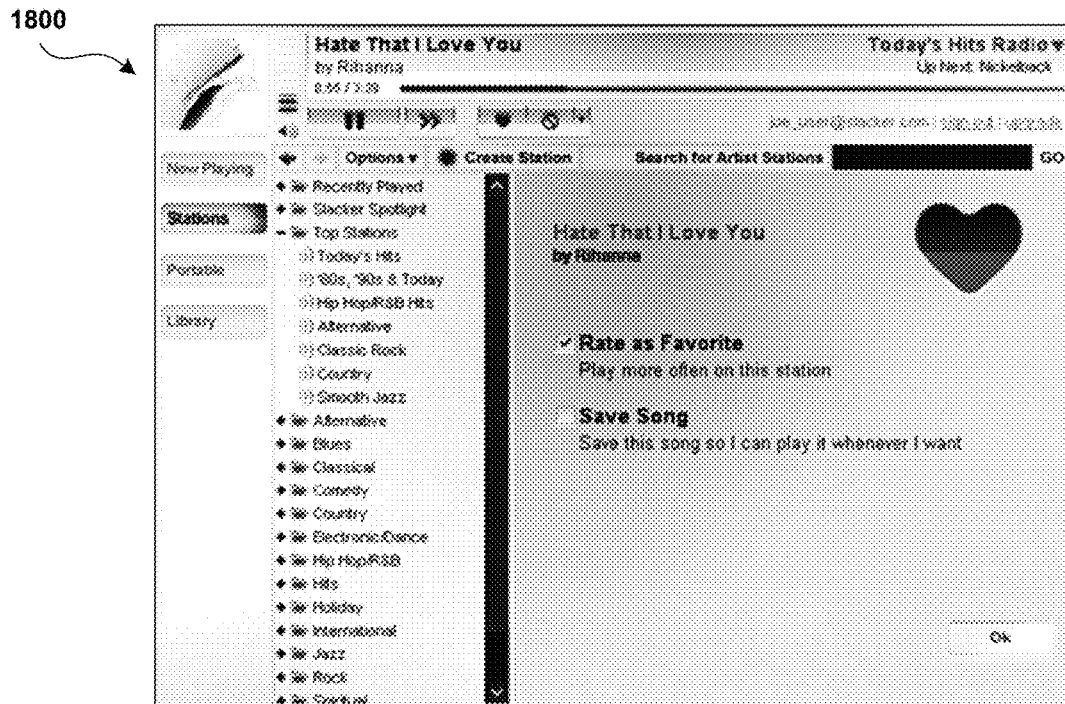 1800
Hate That I Love You
by Rihanna
Today's Hits Radio
Up Next: Nickelback
Options
Create Station
Search for Artist Stations
GO
Now Playing
Stations
Portable
Library
Recently Played
Slacker Spotlight
Top Stations
Today's Hits
'80s, '90s & Today
Hip Hop/R&B Hits
Alternative
Classic Rock
Country
Smooth Jazz
Alternative
Blues
Classical
Comedy
Country
Electronic/Dance
Hip Hop/R&B
Hits
Holiday
International
Jazz
Rock
Spiritual
Hate That I Love You
by Rihanna
Rate as Favorite
Play more often on this station
Save Song
Save this song so I can play it whenever I want
Ok